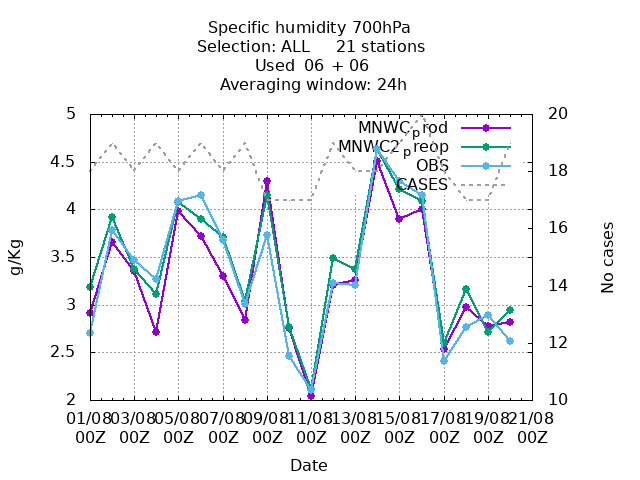 Specific humidity 700hPa
Selection: ALL 21 stations
Used 06 + 06
Averaging window: 24h
5 20
MNWC_prod
MNWC2_preop
4.5 18
OBS
CASES
4 16
3.5
g/Kg No cases
3 14
2.5 12
2 10
01/08 03/08 05/08 07/08 09/08 11/08 13/08 15/08 17/08 19/08 21/08
00Z 00Z 00Z 00Z 00Z 00Z 00Z 00Z 00Z 00Z 00Z
Date